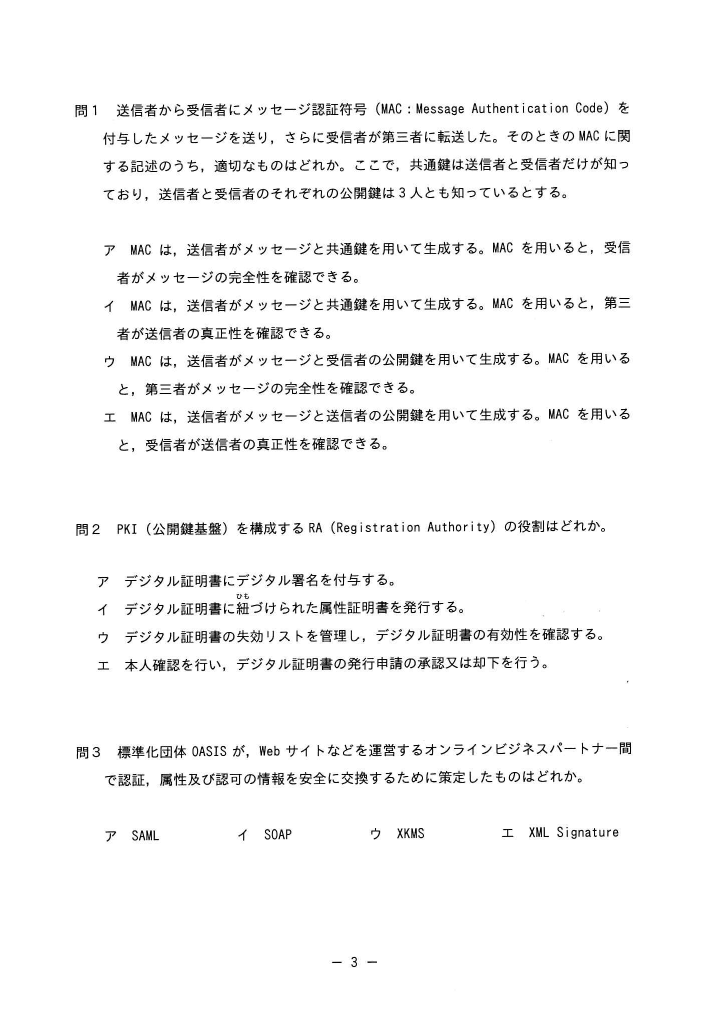 問1 送信者から受信者にメッセージ認証符号（MAC：Message Authentication Code）を
付与したメッセージを送り，さらに受信者が第三者に転送した。そのときのMACに関
する記述のうち，適切なものはどれか。ここで，共通鍵は送信者と受信者だけが知っ
ており，送信者と受信者のそれぞれの公開鍵は3人とも知っているとする。
ア MACは，送信者がメッセージと共通鍵を用いて生成する。MACを用いると，受信
者がメッセージの完全性を確認できる。
イ MACは，送信者がメッセージと共通鍵を用いて生成する。MACを用いると，第三
者が送信者の真正性を確認できる。
ウ MACは，送信者がメッセージと受信者の公開鍵を用いて生成する。MACを用いる
と，第三者がメッセージの完全性を確認できる。
エ MACは，送信者がメッセージと送信者の公開鍵を用いて生成する。MACを用いる
と，受信者が送信者の真正性を確認できる。
問2 PKI（公開鍵基盤）を構成するRA（Registration Authority）の役割はどれか。
ア デジタル証明書にデジタル署名を付与する。
ひも
イ デジタル証明書に紐づけられた属性証明書を発行する。
ウ デジタル証明書の失効リストを管理し，デジタル証明書の有効性を確認する。
エ 本人確認を行い，デジタル証明書の発行申請の承認又は却下を行う。
問3 標準化団体OASISが，Webサイトなどを運営するオンラインビジネスパートナー間
で認証，属性及び認可の情報を安全に交換するために策定したものはどれか。
ア SAML イ SOAP ウ XKMS エ XML Signature
－ 3 －